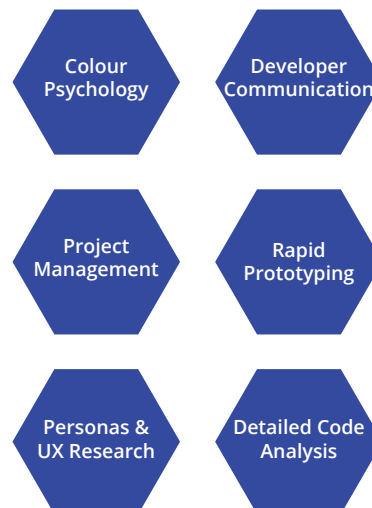 Colour
Psychology
Developer
Communication
Project
Management
Rapid
Prototyping
Personas &
UX Research
Detailed Code
Analysis